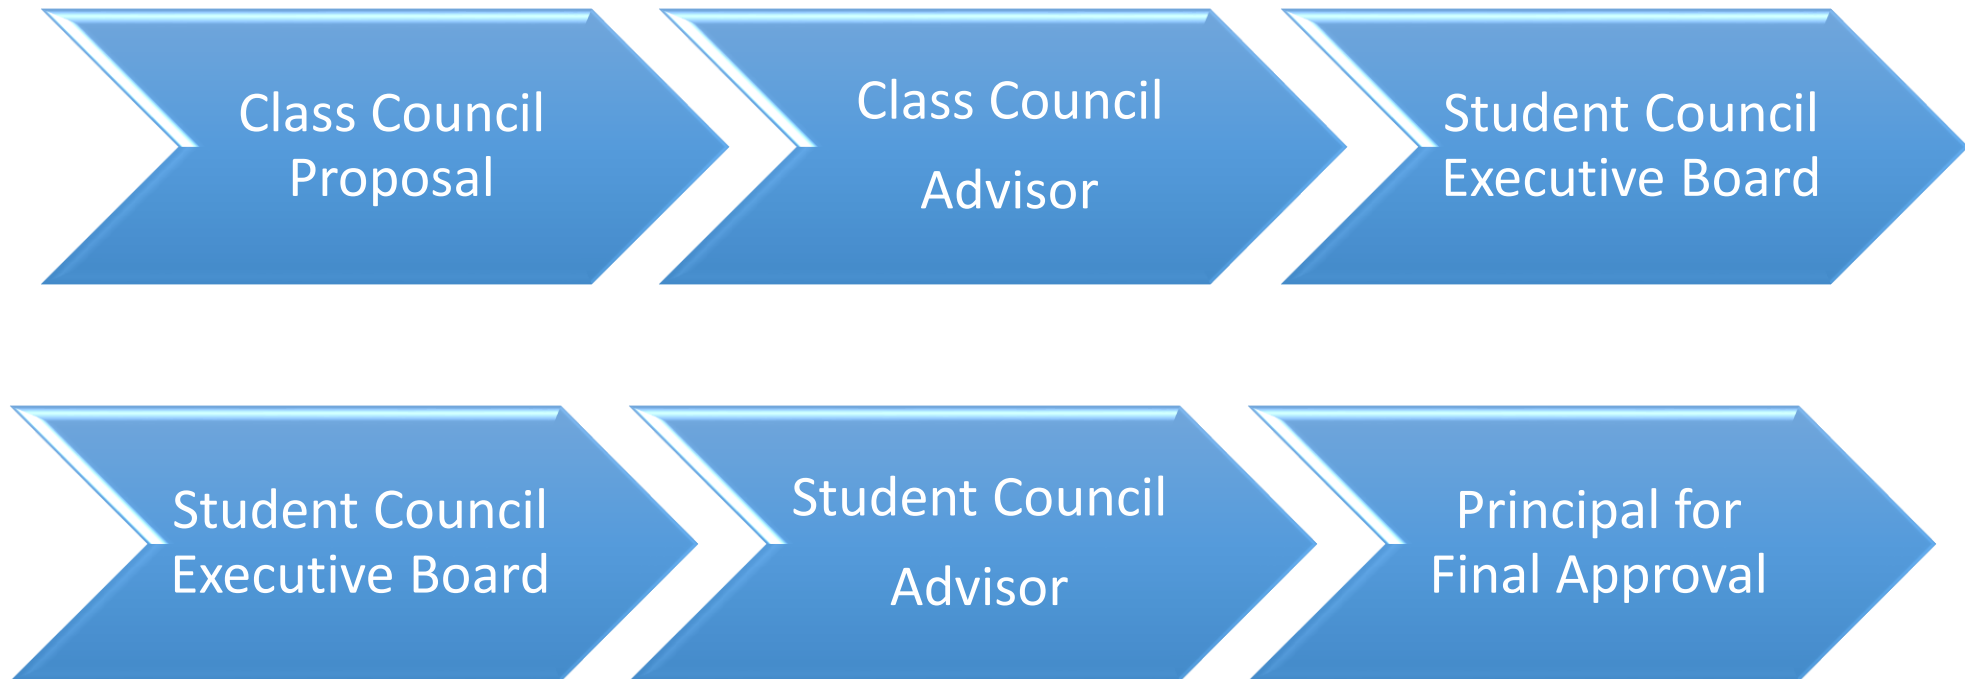 Class Council
Proposal
Class Council
Advisor
Student Council
Executive Board
Student Council
Executive Board
Student Council
Advisor
Principal for
Final Approval